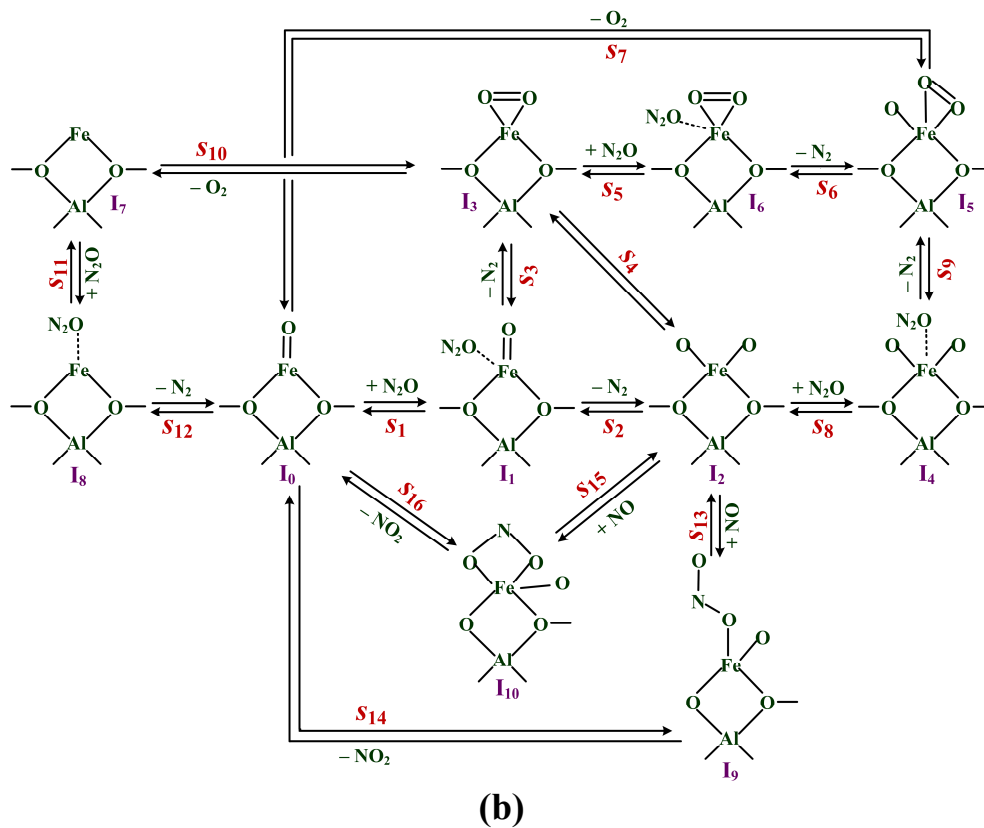 – O₂
s₇
Fe
O
O
Al
I₇
s₁₀
– O₂
O
O
Fe
O
O
Al
I₃
+ N₂O
s₅
O
O
N₂O
Fe
O
O
Al
I₆
– N₂
s₆
O
O
O
Fe
O
O
Al
I₅
s₁₁
+ N₂O
– N₂
s₃
s₄
– N₂
s₉
N₂O
Fe
O
O
Al
I₈
– N₂
s₁₂
O
Fe
O
O
Al
I₀
+ N₂O
s₁
O
N₂O
Fe
O
O
Al
I₁
– N₂
s₂
O
O
Fe
O
O
Al
I₂
+ N₂O
s₈
N₂O
O
O
Fe
O
O
Al
I₄
s₁₆
– NO₂
s₁₅
+ NO
s₁₃
+ NO
N
O
O
Fe
O
O
O
Al
I₁₀
O
N
O
O
Fe
O
O
Al
I₉
s₁₄
– NO₂
(b)